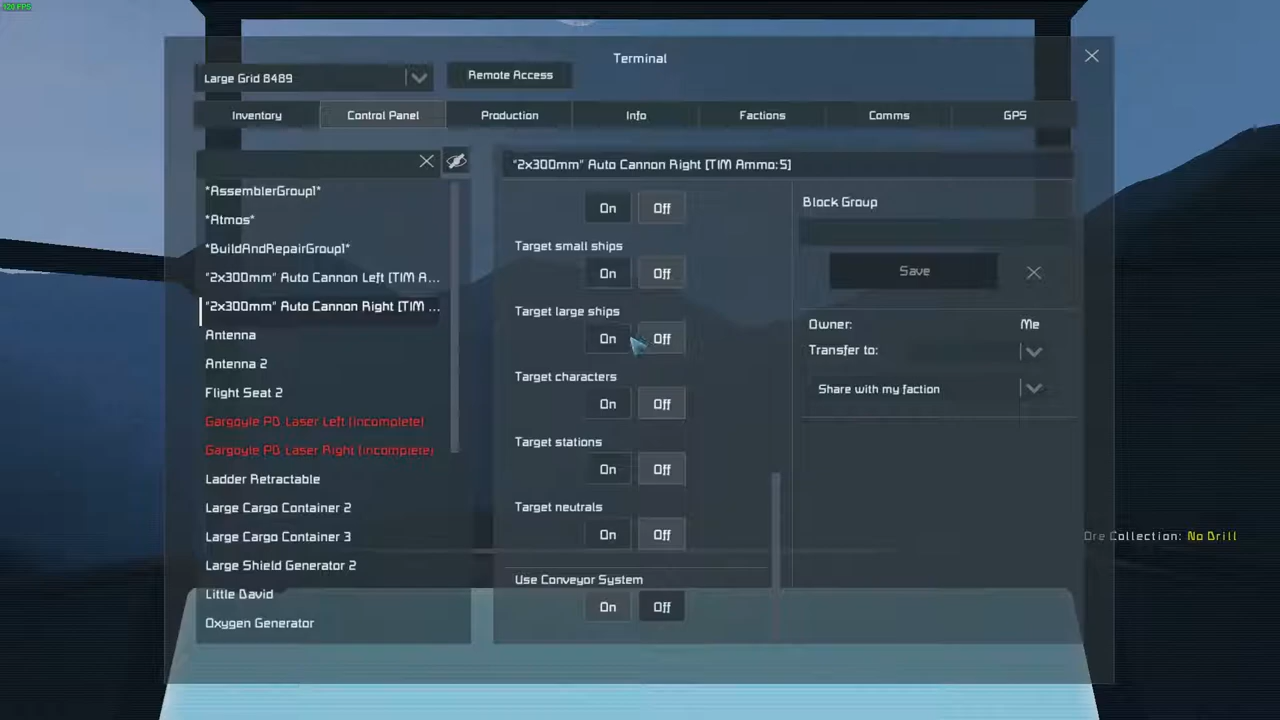 120 FPS
Terminal
Large Grid 8489
Remote Access
Inventory
Control Panel
Production
Info
Factions
Comms
GPS
*AssemblerGroup1*
*Atmos*
*BuildAndRepairGroup1*
"2x300mm" Auto Cannon Left [TIM A...
"2x300mm" Auto Cannon Right [TIM ...
Antenna
Antenna 2
Flight Seat 2
Gargoyle PD Laser Left (Incomplete)
Gargoyle PD Laser Right (Incomplete)
Ladder Retractable
Large Cargo Container 2
Large Cargo Container 3
Large Shield Generator 2
Little David
Oxygen Generator
"2x300mm" Auto Cannon Right [TIM Ammo:5]
On Off
Target small ships
On Off
Target large ships
On Off
Target characters
On Off
Target stations
On Off
Target neutrals
On Off
Use Conveyor System
On Off
Block Group
Save
Owner: Me
Transfer to:
Share with my faction
Ore Collection: No Drill